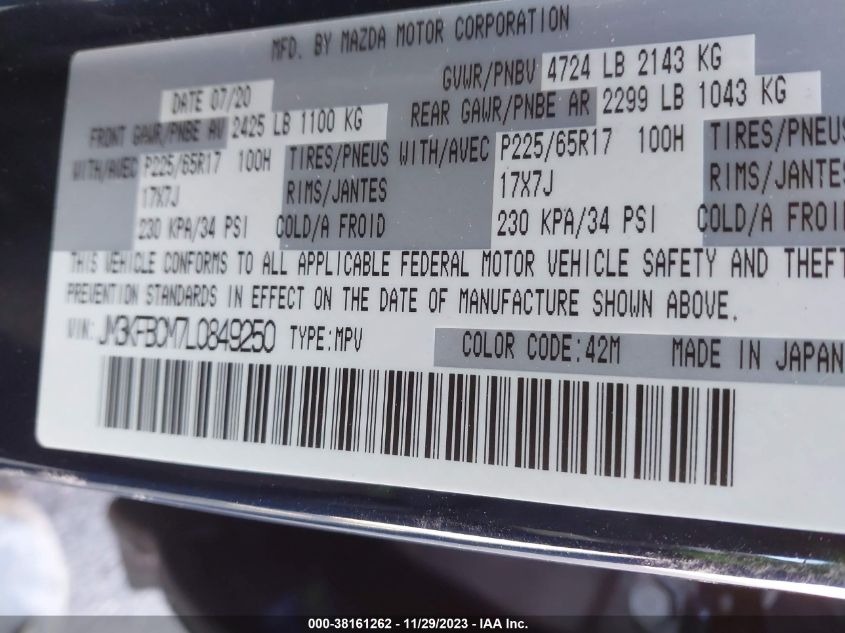 MFD. BY MAZDA MOTOR CORPORATION
DATE 07/20 GVWR/PNBV 4724 LB 2143 KG
FRONT GAWR/PNBE AV 2425 LB 1100 KG REAR GAWR/PNBE AR 2299 LB 1043 KG
WITH/AVEC P225/65R17 100H TIRES/PNEUS WITH/AVEC P225/65R17 100H TIRES/PNEUS
17X7J RIMS/JANTES 17X7J RIMS/JANTES
230 KPA/34 PSI COLD/A FROID 230 KPA/34 PSI COLD/A FROID
THIS VEHICLE CONFORMS TO ALL APPLICABLE FEDERAL MOTOR VEHICLE SAFETY AND THEFT
PREVENTION STANDARDS IN EFFECT ON THE DATE OF MANUFACTURE SHOWN ABOVE.
VIN: JM3KFBCM7L0849250 TYPE:MPV COLOR CODE:42M MADE IN JAPAN
000-38161262 - 11/29/2023 - IAA Inc.